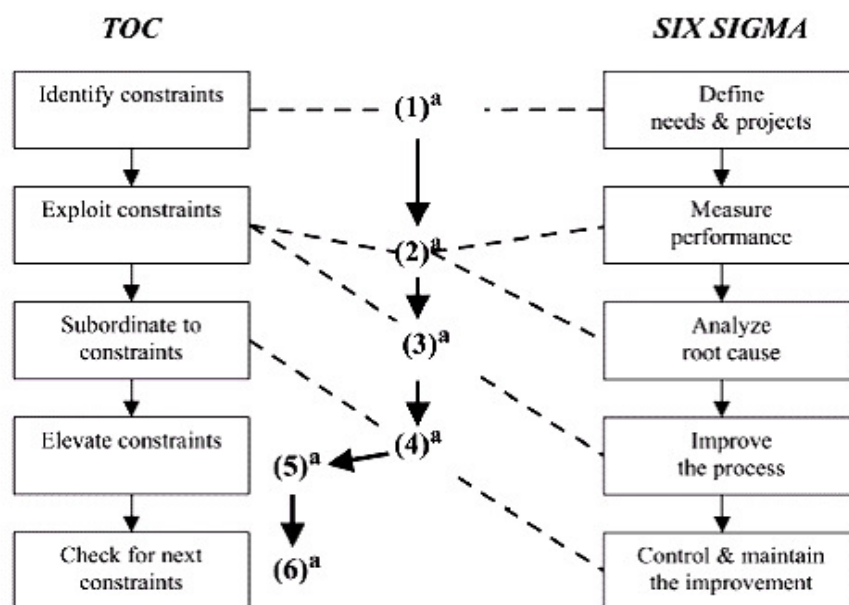 TOC
SIX SIGMA
Identify constraints
(1)ᵃ
Define
needs & projects
Exploit constraints
(2)ᵃ
Measure
performance
Subordinate to
constraints
(3)ᵃ
Analyze
root cause
Elevate constraints
(4)ᵃ
(5)ᵃ
Improve
the process
Check for next
constraints
(6)ᵃ
Control & maintain
the improvement